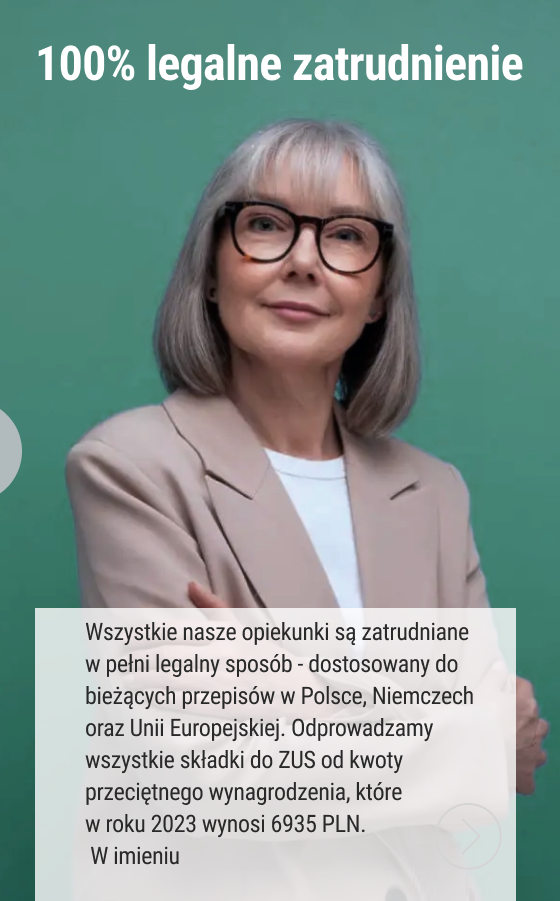 100% legalne zatrudnienie
Wszystkie nasze opiekunki są zatrudniane
w pełni legalny sposób - dostosowany do
bieżących przepisów w Polsce, Niemczech
oraz Unii Europejskiej. Odprowadzamy
wszystkie składki do ZUS od kwoty
przeciętnego wynagrodzenia, które
w roku 2023 wynosi 6935 PLN.
W imieniu